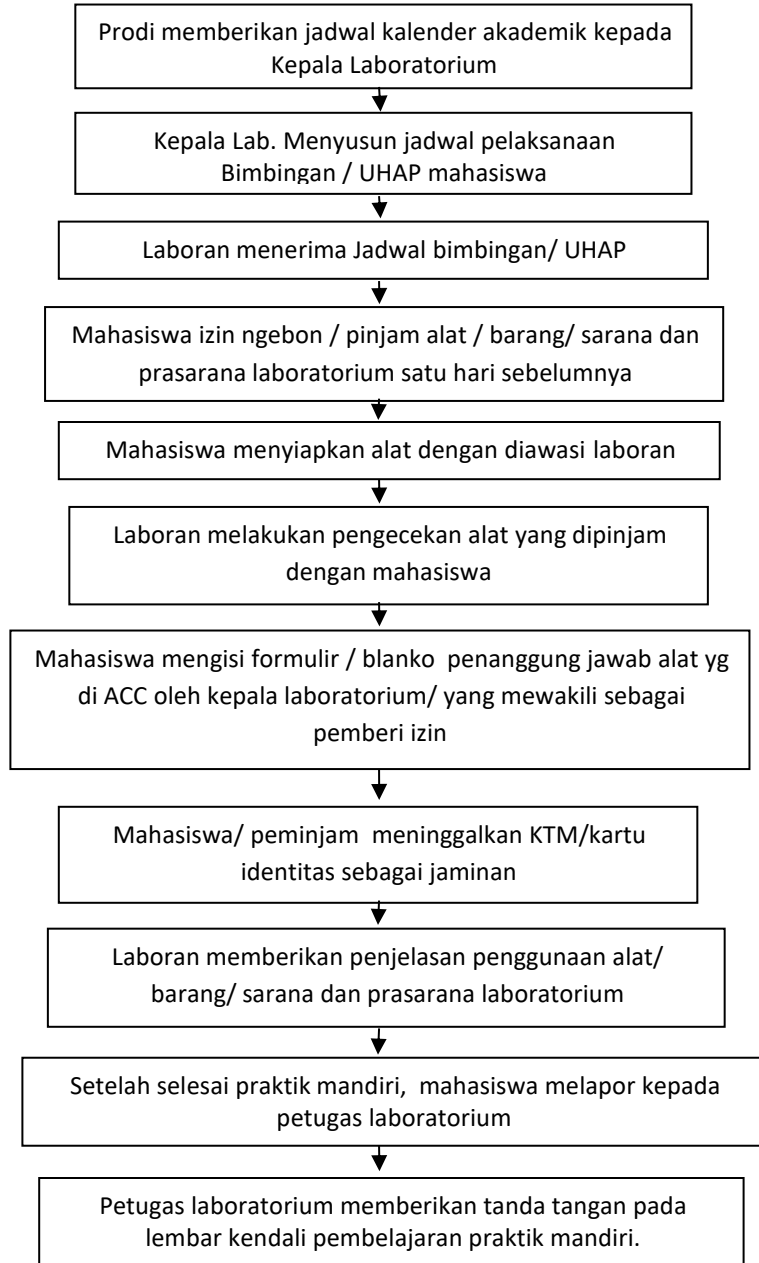 Prodi memberikan jadwal kalender akademik kepada
Kepala Laboratorium
Kepala Lab. Menyusun jadwal pelaksanaan
Bimbingan / UHAP mahasiswa
Laboran menerima Jadwal bimbingan/ UHAP
Mahasiswa izin ngebon / pinjam alat / barang/ sarana dan
prasarana laboratorium satu hari sebelumnya
Mahasiswa menyiapkan alat dengan diawasi laboran
Laboran melakukan pengecekan alat yang dipinjam
dengan mahasiswa
Mahasiswa mengisi formulir / blanko penanggung jawab alat yg
di ACC oleh kepala laboratorium/ yang mewakili sebagai
pemberi izin
Mahasiswa/ peminjam meninggalkan KTM/kartu
identitas sebagai jaminan
Laboran memberikan penjelasan penggunaan alat/
barang/ sarana dan prasarana laboratorium
Setelah selesai praktik mandiri, mahasiswa melapor kepada
petugas laboratorium
Petugas laboratorium memberikan tanda tangan pada
lembar kendali pembelajaran praktik mandiri.